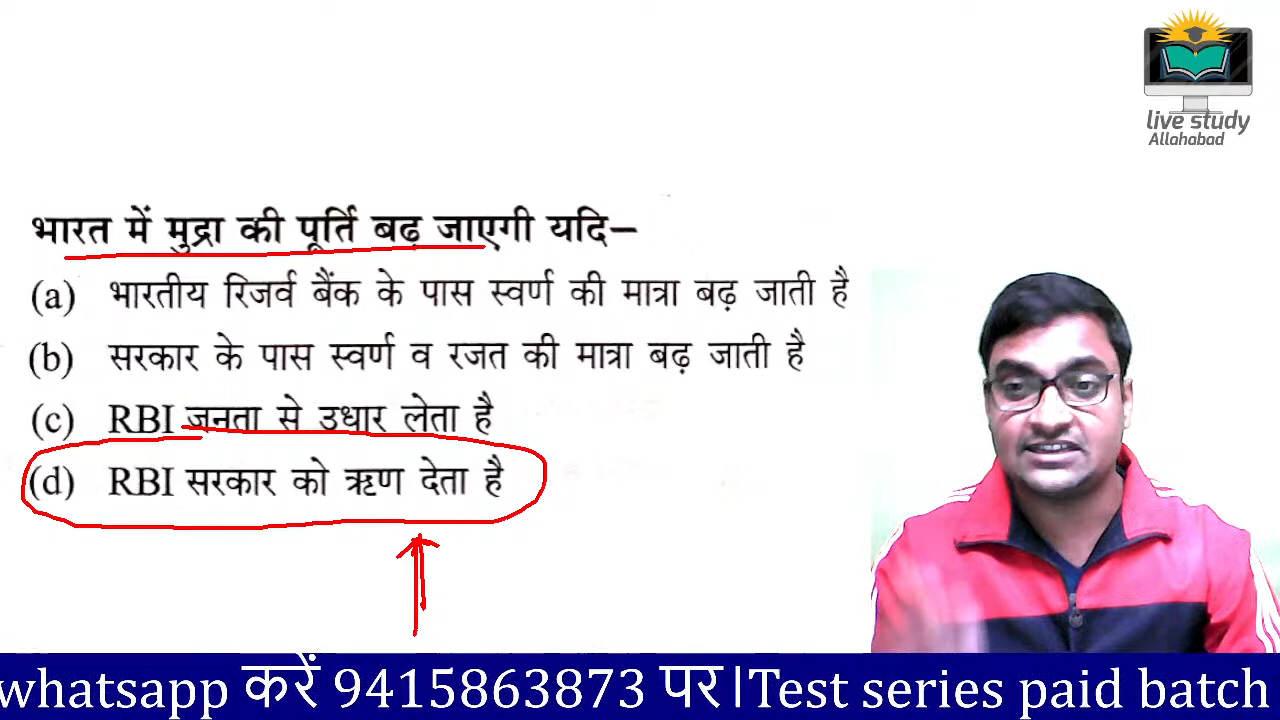 live study
Allahabad
भारत में मुद्रा की पूर्ति बढ़ जाएगी यदि–
(a) भारतीय रिजर्व बैंक के पास स्वर्ण की मात्रा बढ़ जाती है
(b) सरकार के पास स्वर्ण व रजत की मात्रा बढ़ जाती है
(c) RBI जनता से उधार लेता है
(d) RBI सरकार को ऋण देता है
whatsapp करें 9415863873 पर।Test series paid batch